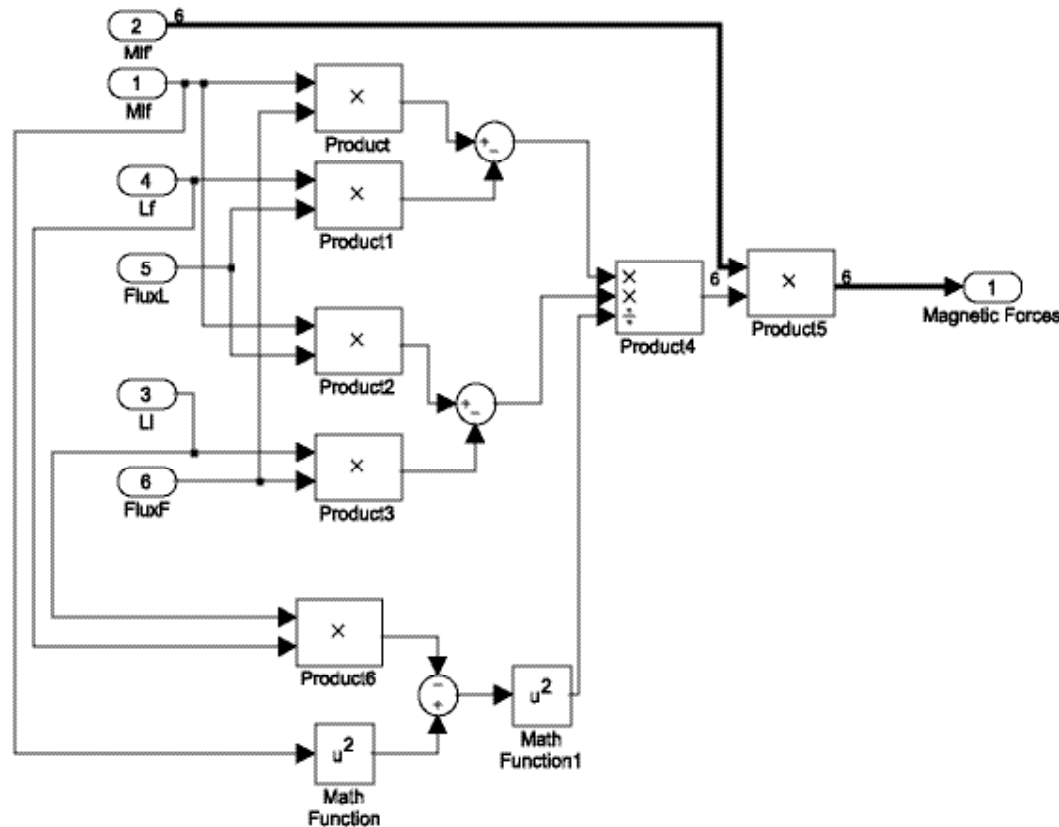 2
6
Mlf'
1
Mlf
×
Product
+
−
4
Lf
×
Product1
5
FluxL
×
×
÷
Product4
6
×
Product5
6
1
Magnetic Forces
×
Product2
3
Ll
+
−
6
FluxF
×
Product3
×
Product6
−
+
u²
Math
Function1
u²
Math
Function